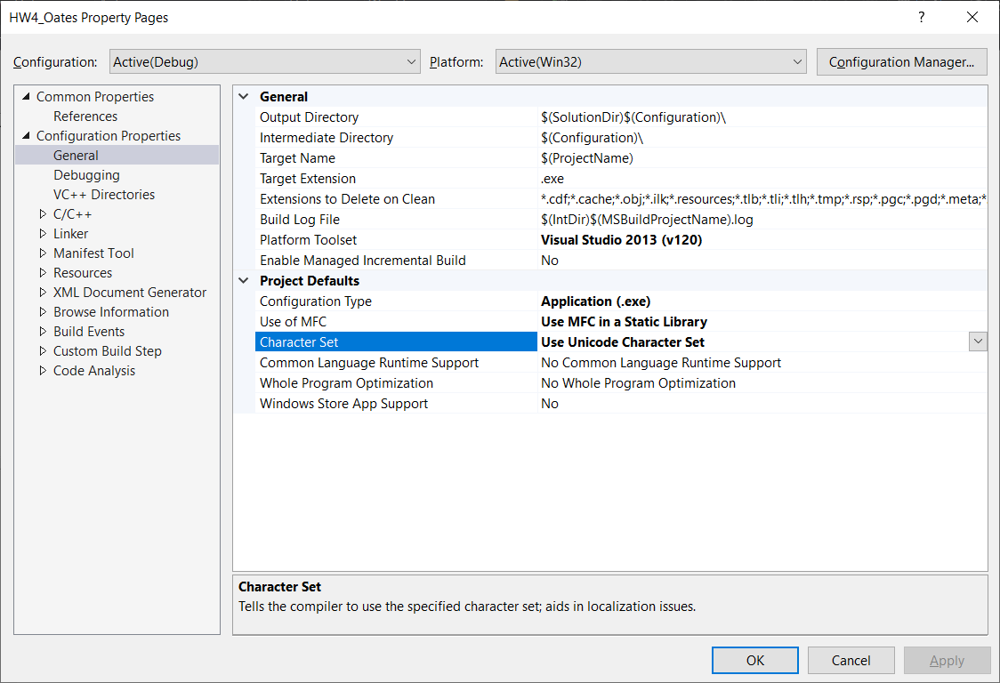 HW4_Oates Property Pages
?
Configuration: Active(Debug) Platform: Active(Win32) Configuration Manager...
Common Properties
References
Configuration Properties
General
Debugging
VC++ Directories
C/C++
Linker
Manifest Tool
Resources
XML Document Generator
Browse Information
Build Events
Custom Build Step
Code Analysis
General
Output Directory $(SolutionDir)$(Configuration)\
Intermediate Directory $(Configuration)\
Target Name $(ProjectName)
Target Extension .exe
Extensions to Delete on Clean *.cdf;*.cache;*.obj;*.ilk;*.resources;*.tlb;*.tli;*.tlh;*.tmp;*.rsp;*.pgc;*.pgd;*.meta;*
Build Log File $(IntDir)$(MSBuildProjectName).log
Platform Toolset Visual Studio 2013 (v120)
Enable Managed Incremental Build No
Project Defaults
Configuration Type Application (.exe)
Use of MFC Use MFC in a Static Library
Character Set Use Unicode Character Set
Common Language Runtime Support No Common Language Runtime Support
Whole Program Optimization No Whole Program Optimization
Windows Store App Support No
Character Set
Tells the compiler to use the specified character set; aids in localization issues.
OK Cancel Apply